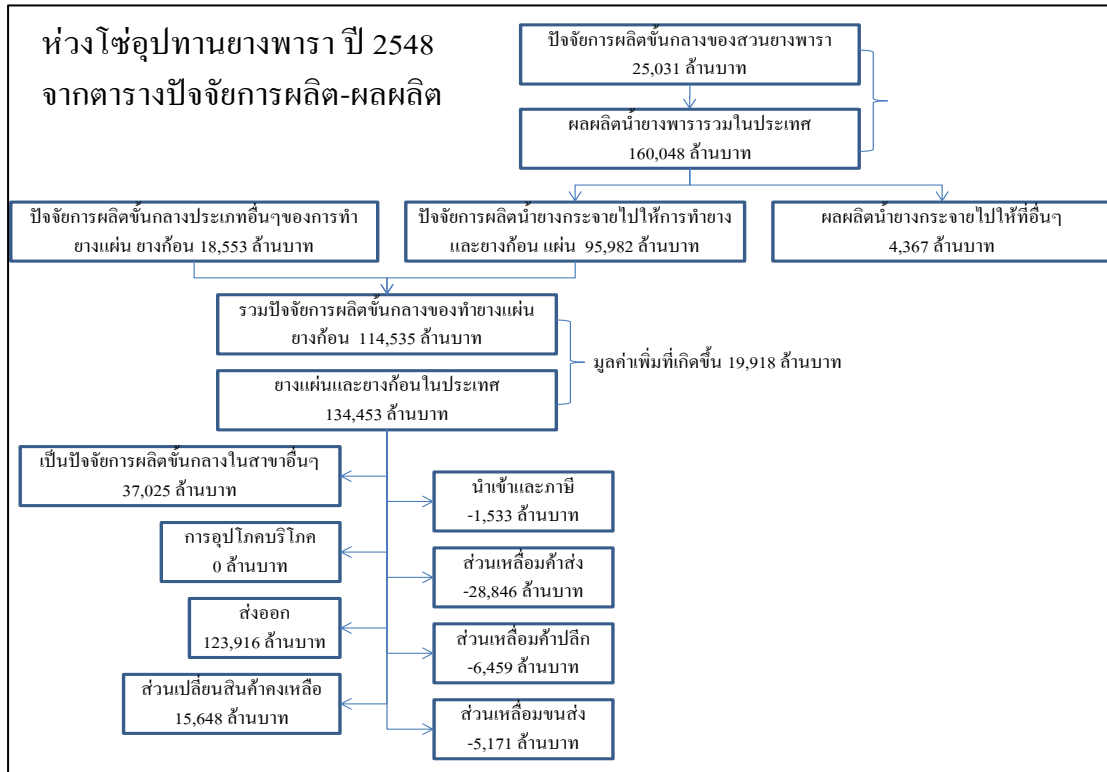 ห่วงโซ่อุปทานยางพารา ปี 2548
จากตารางปัจจัยการผลิต-ผลผลิต
ปัจจัยการผลิตขั้นกลางของสวนยางพารา
25,031 ล้านบาท
ผลผลิตน้ำยางพารารวมในประเทศ
160,048 ล้านบาท
ปัจจัยการผลิตขั้นกลางประเภทอื่นๆของการทำ
ยางแผ่น ยางก้อน 18,553 ล้านบาท
ปัจจัยการผลิตน้ำยางกระจายไปให้การทำยาง
และยางก้อน แผ่น 95,982 ล้านบาท
ผลผลิตน้ำยางกระจายไปให้ที่อื่นๆ
4,367 ล้านบาท
รวมปัจจัยการผลิตขั้นกลางของทำยางแผ่น
ยางก้อน 114,535 ล้านบาท
มูลค่าเพิ่มที่เกิดขึ้น 19,918 ล้านบาท
ยางแผ่นและยางก้อนในประเทศ
134,453 ล้านบาท
เป็นปัจจัยการผลิตขั้นกลางในสาขาอื่นๆ
37,025 ล้านบาท
นำเข้าและภาษี
-1,533 ล้านบาท
การอุปโภคบริโภค
0 ล้านบาท
ส่วนเหลื่อมค้าส่ง
-28,846 ล้านบาท
ส่งออก
123,916 ล้านบาท
ส่วนเหลื่อมค้าปลีก
-6,459 ล้านบาท
ส่วนเปลี่ยนสินค้าคงเหลือ
15,648 ล้านบาท
ส่วนเหลื่อมขนส่ง
-5,171 ล้านบาท